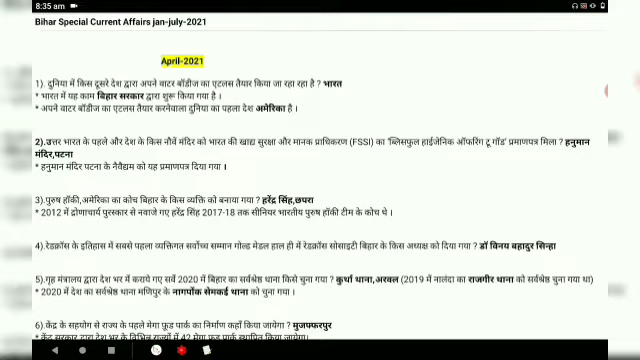 8:35 am
Bihar Special Current Affairs jan-july-2021
April-2021
1). दुनिया में किस दूसरे देश द्वारा अपने वाटर बॉडीज का एटलस तैयार किया जा रहा रहा है ? भारत
* भारत में यह काम बिहार सरकार द्वारा शुरू किया गया है ।
* अपने वाटर बॉडीज का एटलस तैयार करनेवाला दुनिया का पहला देश अमेरिका है ।
2).उत्तर भारत के पहले और देश के किस नौवें मंदिर को भारत की खाद्य सुरक्षा और मानक प्राधिकरण (FSSI) का 'ब्लिसफुल हाईजेनिक ऑफरिंग टू गॉड' प्रमाणपत्र मिला ? हनुमान
मंदिर,पटना
* हनुमान मंदिर पटना के नैवैद्यम को यह प्रमाणपत्र दिया गया ।
3).पुरुष हॉकी,अमेरिका का कोच बिहार के किस व्यक्ति को बनाया गया ? हरेंद्र सिंह,छपरा
* 2012 में द्रोणाचार्य पुरस्कार से नवाजे गए हरेंद्र सिंह 2017-18 तक सीनियर भारतीय पुरुष हॉकी टीम के कोच थे ।
4).रेडक्रॉस के इतिहास में सबसे पहला व्यक्तिगत सर्वोच्च सम्मान गोल्ड मेडल हाल ही में रेडक्रॉस सोसाइटी बिहार के किस अध्यक्ष को दिया गया ? डॉ विनय बहादुर सिन्हा
5).गृह मंत्रालय द्वारा देश भर में कराये गए सर्वे 2020 में बिहार का सर्वश्रेष्ठ थाना किसे चुना गया ? कुर्था थाना,अरवल (2019 में नालंदा का राजगीर थाना को सर्वश्रेष्ठ चुना गया था)
* 2020 में देश का सर्वश्रेष्ठ थाना मणिपुर के नागपोंक सेमकई थाना को चुना गया ।
6).केंद्र के सहयोग से राज्य के पहले मेगा फ़ूड पार्क का निर्माण कहाँ किया जायेगा ? मुजफ्फरपुर
* केंद्र सरकार द्वारा देश भर के विभिन्न राज्यों में 42 मेगा फ़ूड पार्क स्थापित किया जायेगा।